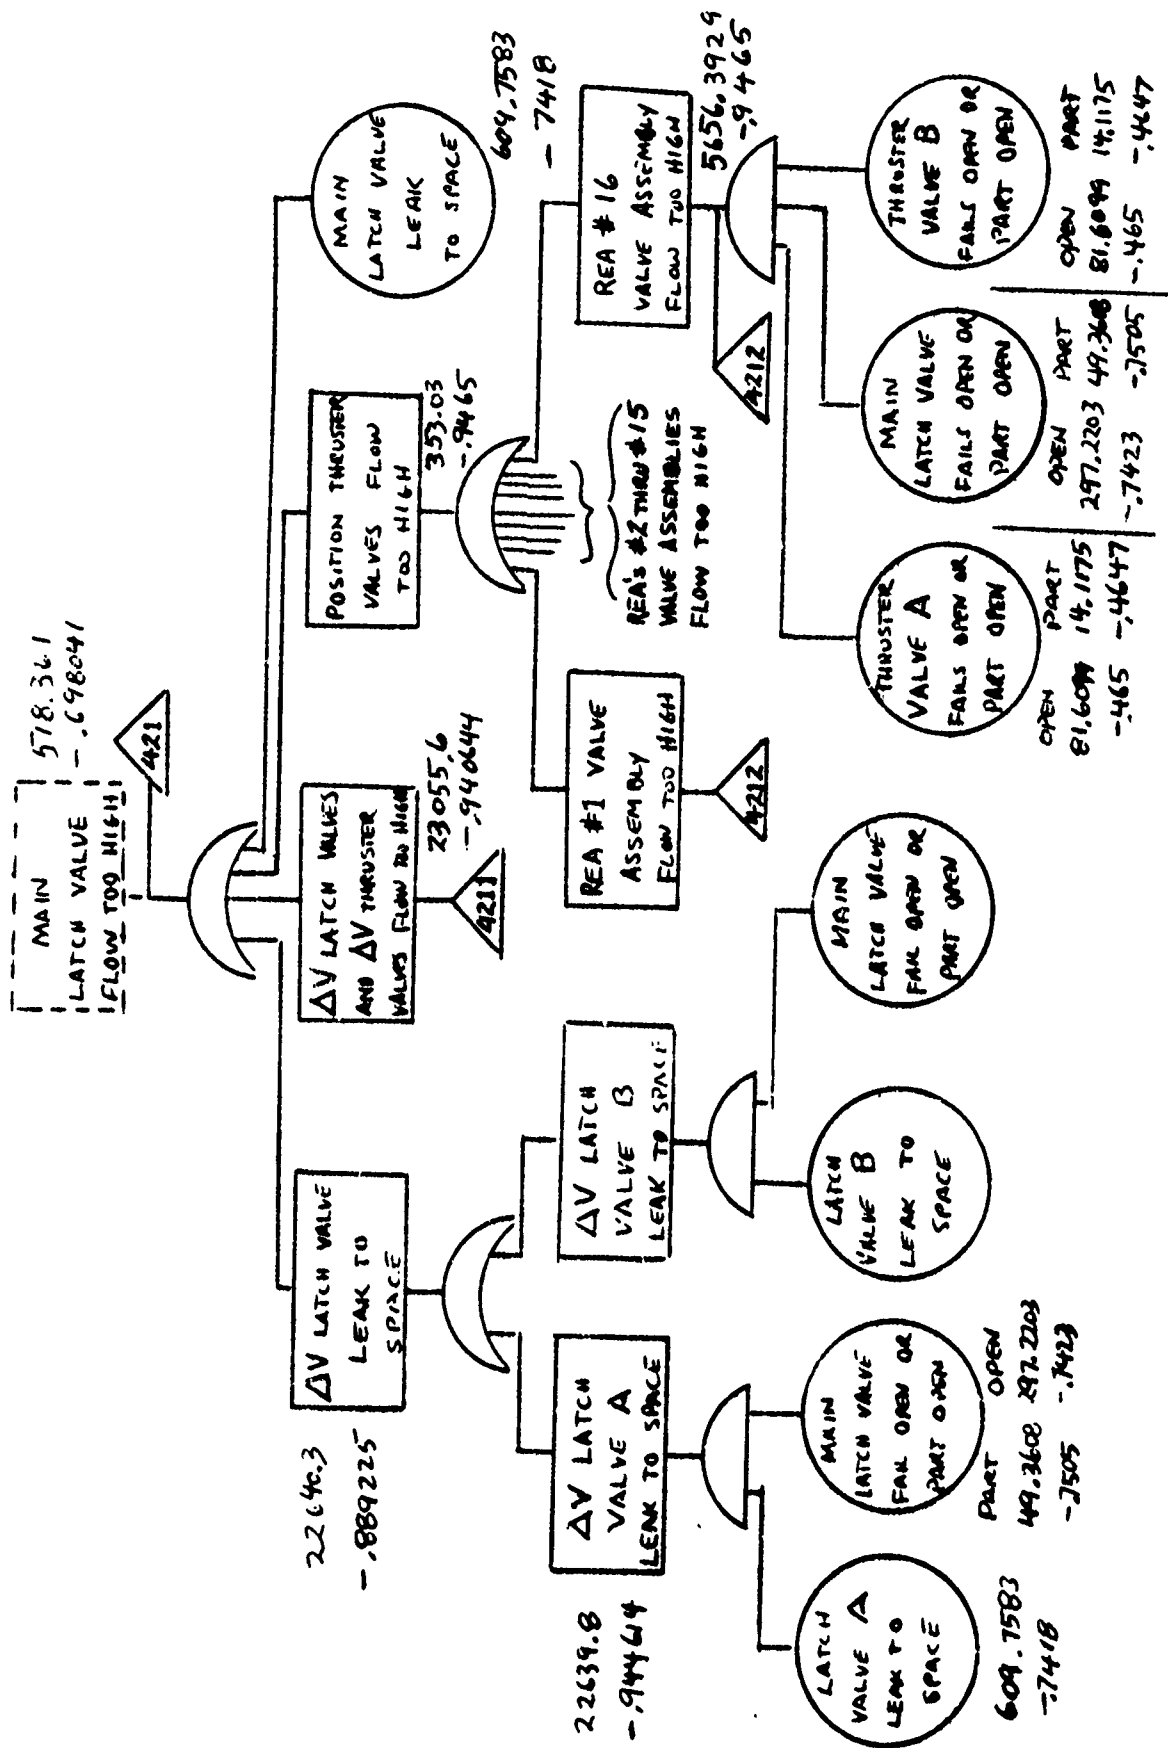 MAIN
LATCH VALVE
FLOW TOO HIGH
518.361
-.698041
421
ΔV LATCH VALVE
LEAK TO
SPACE
-.889225
ΔV LATCH VALVES
AND ΔV THRUSTER
VALVES FLOW TOO HIGH
23055.6
-.940644
4211
POSITION THRUSTER
VALVES FLOW
TOO HIGH
353.03
-.9465
MAIN
LATCH VALVE
LEAK
TO SPACE
-.7418
ΔV LATCH
VALVE A
LEAK TO SPACE
22639.8
-.944614
ΔV LATCH
VALVE B
LEAK TO SPACE
REA #1 VALVE
ASSEMBLY
FLOW TOO HIGH
4212
REA'S #2 THRU #15
VALVE ASSEMBLIES
FLOW TOO HIGH
REA #16
VALVE ASSEMBLY
FLOW TOO HIGH
5656.3929
-.9465
4212
LATCH
VALVE A
LEAK TO
SPACE
609.7583
-.7418
MAIN
LATCH VALVE
FAIL OPEN OR
PART OPEN
PART OPEN
49.3608 297.2203
-.7505 -.7423
LATCH
VALVE B
LEAK TO
SPACE
MAIN
LATCH VALVE
FAIL OPEN OR
PART OPEN
THRUSTER
VALVE A
FAILS OPEN OR
PART OPEN
OPEN PART
81.6099 14.1175
-.465 -.4647
MAIN
LATCH VALVE
FAILS OPEN OR
PART OPEN
OPEN PART
297.2203 49.3608
-.7423 -.7505
THRUSTER
VALVE B
FAILS OPEN OR
PART OPEN
OPEN PART
81.6099 14.1175
-.465 -.4647